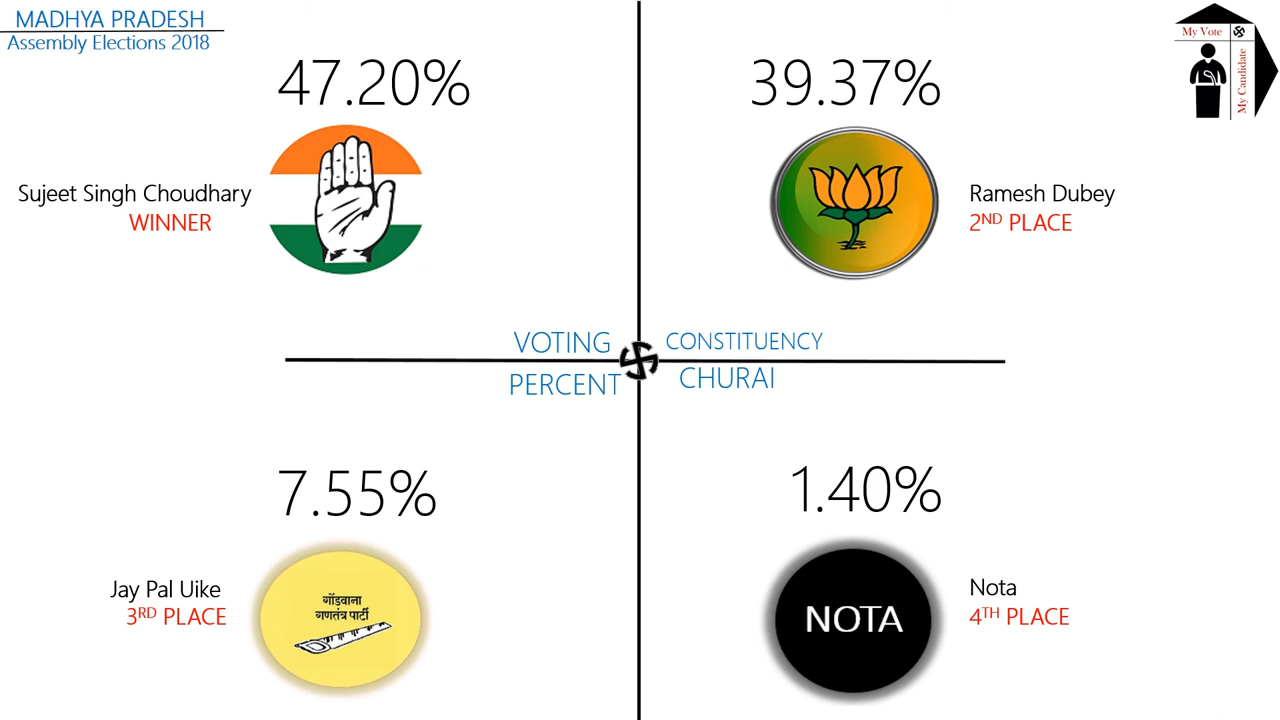 MADHYA PRADESH
Assembly Elections 2018
My Vote
My Candidate
47.20%
Sujeet Singh Choudhary
WINNER
39.37%
Ramesh Dubey
2ND PLACE
VOTING
PERCENT
CONSTITUENCY
CHURAI
7.55%
Jay Pal Uike
3RD PLACE
गोंडवाना
गणतंत्र पार्टी
1.40%
NOTA
Nota
4TH PLACE